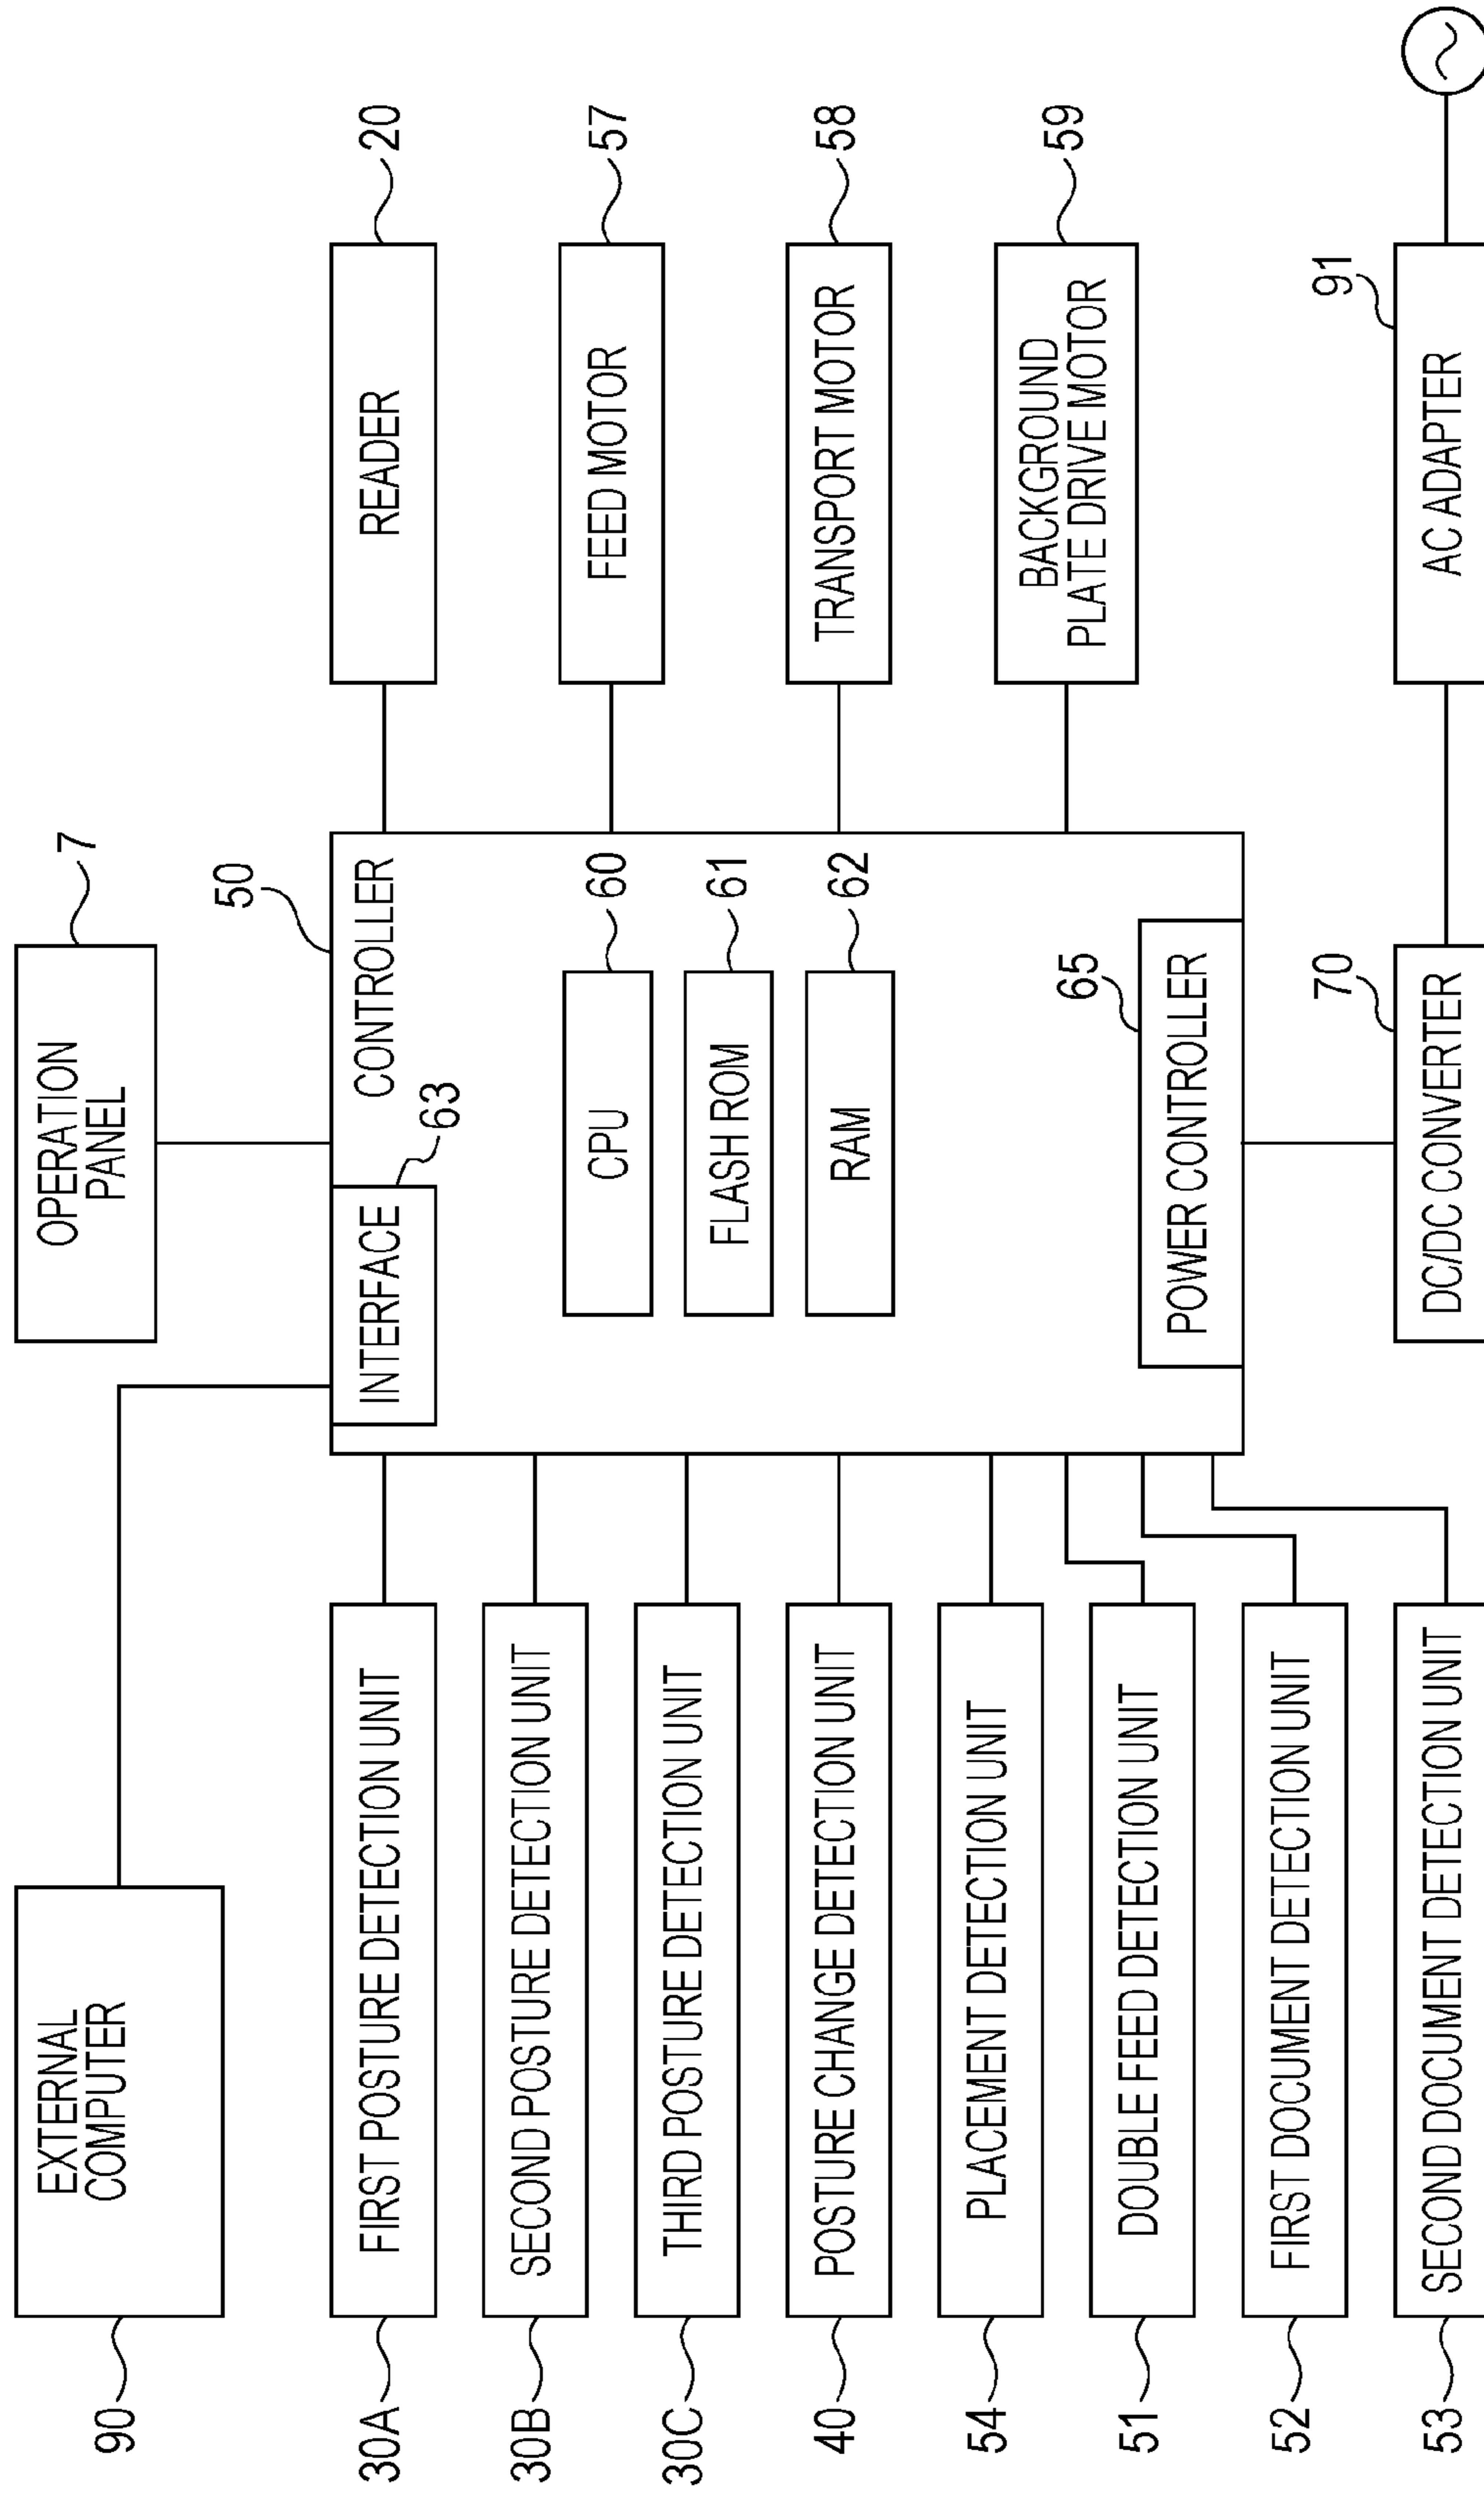 90
EXTERNAL
COMPUTER
OPERATION
PANEL
7
50
30A
FIRST POSTURE DETECTION UNIT
INTERFACE
63
CONTROLLER
READER
20
30B
SECOND POSTURE DETECTION UNIT
CPU
60
FEED MOTOR
57
30C
THIRD POSTURE DETECTION UNIT
FLASH ROM
61
40
POSTURE CHANGE DETECTION UNIT
RAM
62
TRANSPORT MOTOR
58
54
PLACEMENT DETECTION UNIT
BACKGROUND
PLATE DRIVE MOTOR
59
51
DOUBLE FEED DETECTION UNIT
65
POWER CONTROLLER
52
FIRST DOCUMENT DETECTION UNIT
70
91
53
SECOND DOCUMENT DETECTION UNIT
DC/DC CONVERTER
AC ADAPTER